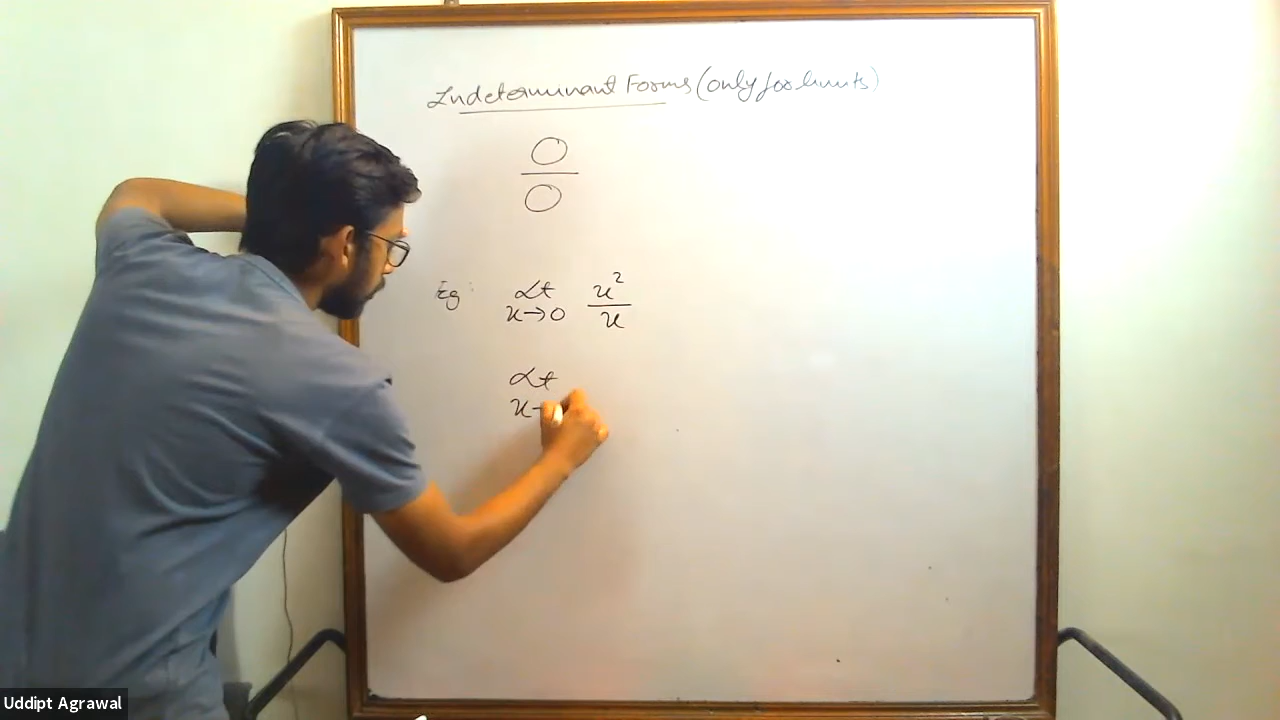 Indeterminant Forms (only for limits)
0
0
Eg: Lt x→0 x²/x
Lt
x→
Uddipt Agrawal